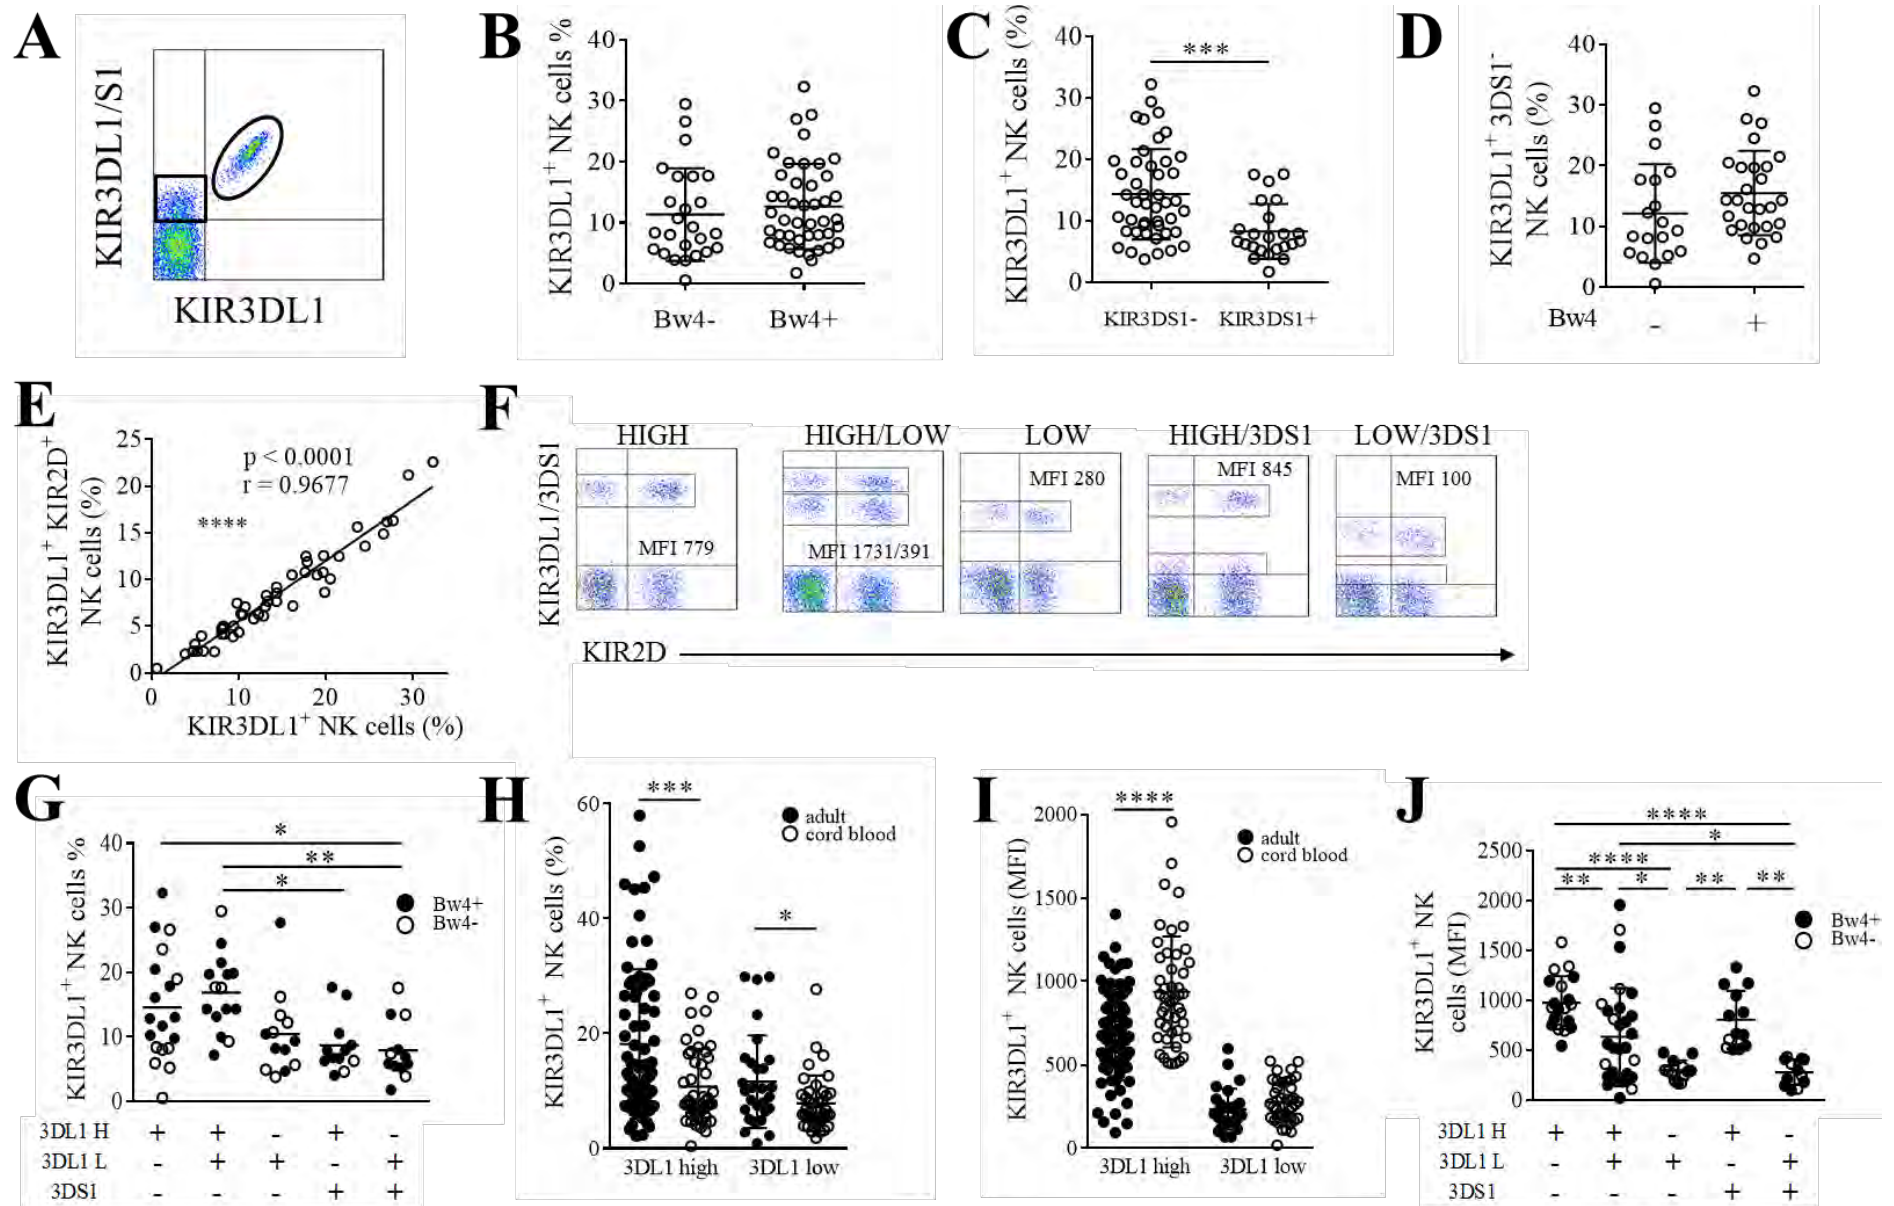 A
KIR3DL1/S1
KIR3DL1
B
KIR3DL1+ NK cells %
40
30
20
10
0
Bw4-
Bw4+
C
KIR3DL1+ NK cells (%)
40
30
20
10
0
***
KIR3DS1-
KIR3DS1+
D
KIR3DL1+ 3DS1-
NK cells (%)
40
30
20
10
0
Bw4
-
+
E
KIR3DL1+ KIR2D+
NK cells (%)
25
20
15
10
5
0
p < 0.0001
r = 0.9677
****
0
10
20
30
KIR3DL1+ NK cells (%)
F
KIR3DL1/3DS1
HIGH
HIGH/LOW
LOW
HIGH/3DS1
LOW/3DS1
MFI 779
MFI 1731/391
MFI 280
MFI 845
MFI 100
KIR2D
G
KIR3DL1+ NK cells %
40
30
20
10
0
*
**
*
Bw4+
Bw4-
3DL1 H + + - + -
3DL1 L - + + - +
3DS1 - - - + +
H
KIR3DL1+ NK cells (%)
60
40
20
0
***
*
adult
cord blood
3DL1 high
3DL1 low
I
KIR3DL1+ NK cells (MFI)
2000
1500
1000
500
0
****
adult
cord blood
3DL1 high
3DL1 low
J
KIR3DL1+ NK
cells (MFI)
2500
2000
1500
1000
500
0
****
*
****
** * ** **
Bw4+
Bw4-
3DL1 H + + - + -
3DL1 L - + + - +
3DS1 - - - + +